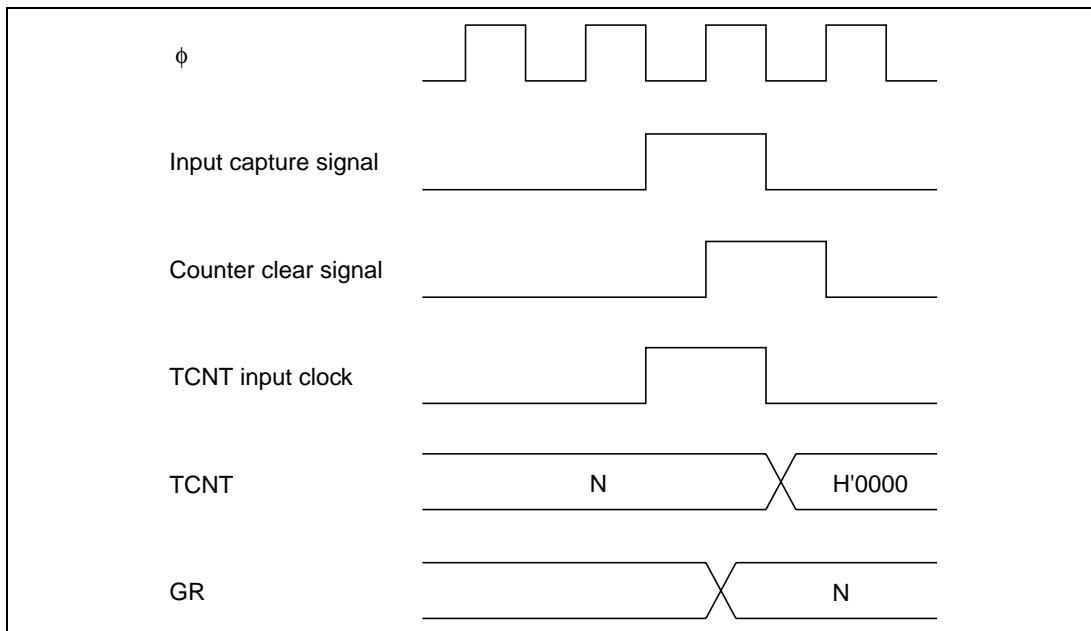 ϕ
Input capture signal
Counter clear signal
TCNT input clock
TCNT N H'0000
GR N